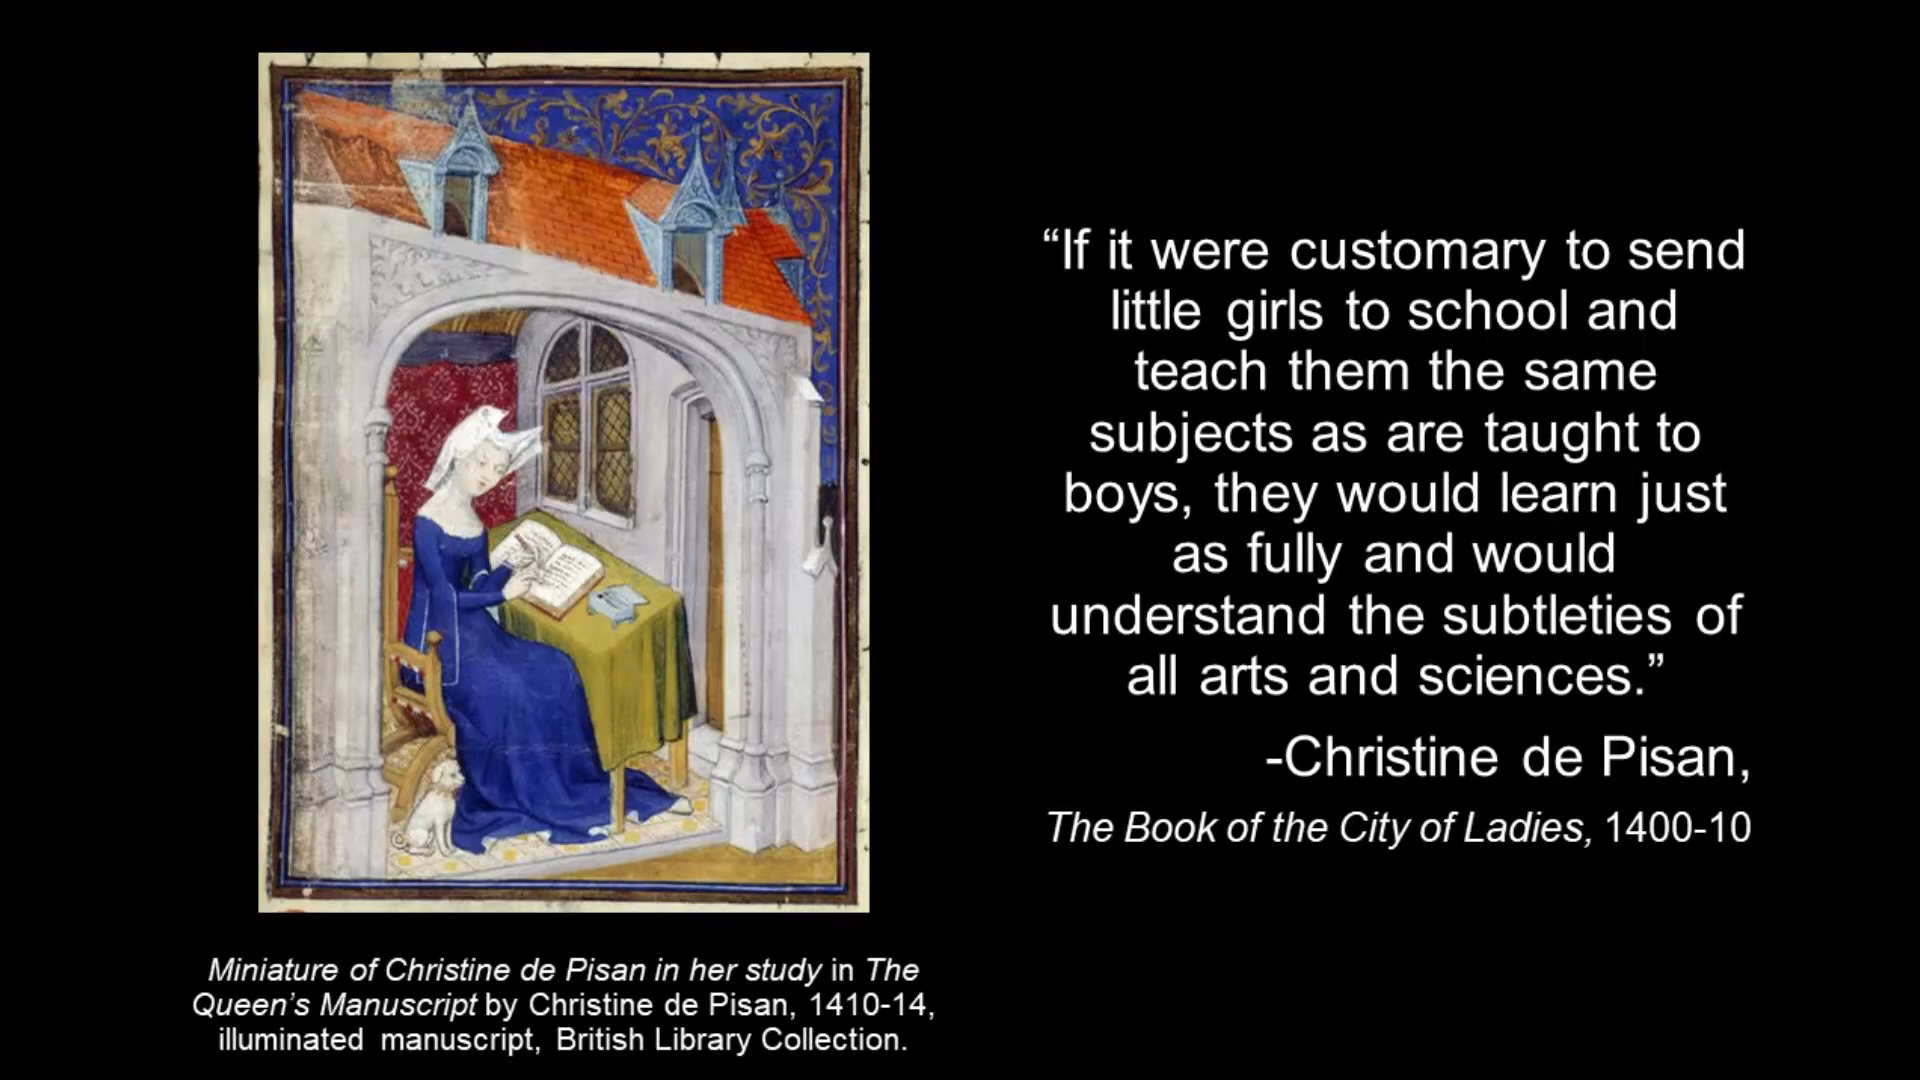 “If it were customary to send
little girls to school and
teach them the same
subjects as are taught to
boys, they would learn just
as fully and would
understand the subtleties of
all arts and sciences.”
-Christine de Pisan,
The Book of the City of Ladies, 1400-10
Miniature of Christine de Pisan in her study in The
Queen’s Manuscript by Christine de Pisan, 1410-14,
illuminated manuscript, British Library Collection.